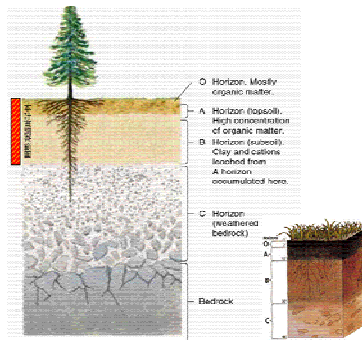 O Horizon. Mostly
organic matter.
A Horizon (topsoil).
High concentration
of organic matter.
B Horizon (subsoil).
Clay and cations
leached from
A horizon
accumulated here.
C Horizon
(weathered
bedrock)
Bedrock
O
A
B
C